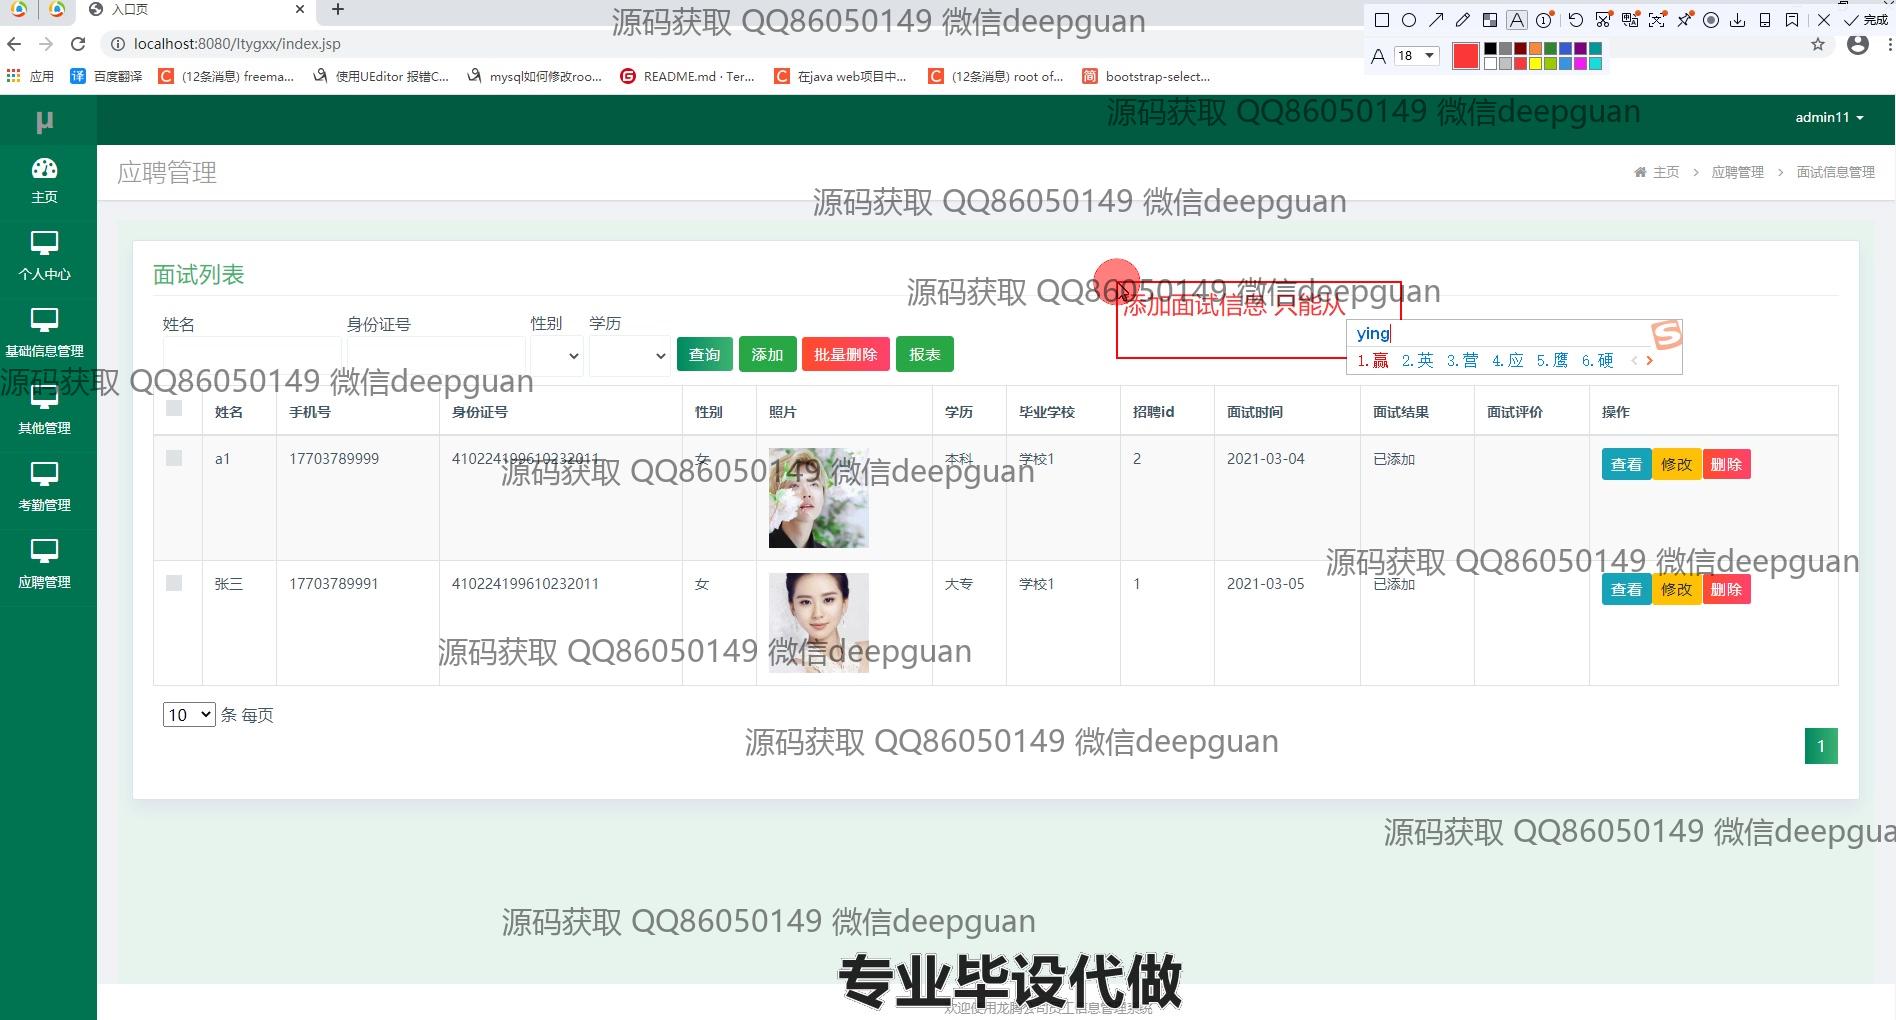 入口页
源码获取 QQ86050149 微信deepguan
完成
localhost:8080/ltygxx/index.jsp
A 18
应用 百度翻译 (12条消息) freema... 使用UEditor 报错C... mysql如何修改roo... README.md · Ter... 在java web项目中... (12条消息) root of... bootstrap-select...
源码获取 QQ86050149 微信deepguan
μ admin11
主页
个人中心
基础信息管理
其他管理
考勤管理
应聘管理
应聘管理 主页 > 应聘管理 > 面试信息管理
源码获取 QQ86050149 微信deepguan
面试列表
源码获取 QQ86050149 微信deepguan
添加面试信息 只能从
ying
1.赢 2.英 3.营 4.应 5.鹰 6.硬
姓名 身份证号 性别 学历
查询 添加 批量删除 报表
源码获取 QQ86050149 微信deepguan
姓名 手机号 身份证号 性别 照片 学历 毕业学校 招聘id 面试时间 面试结果 面试评价 操作
a1 17703789999 410224199610232011 女 本科 学校1 2 2021-03-04 已添加 查看 修改 删除
源码获取 QQ86050149 微信deepguan
源码获取 QQ86050149 微信deepguan
张三 17703789991 410224199610232011 女 大专 学校1 1 2021-03-05 已添加 查看 修改 删除
源码获取 QQ86050149 微信deepguan
10 条 每页
源码获取 QQ86050149 微信deepguan
1
源码获取 QQ86050149 微信deepgua
源码获取 QQ86050149 微信deepguan
专业毕设代做
欢迎使用龙腾公司员工信息管理系统